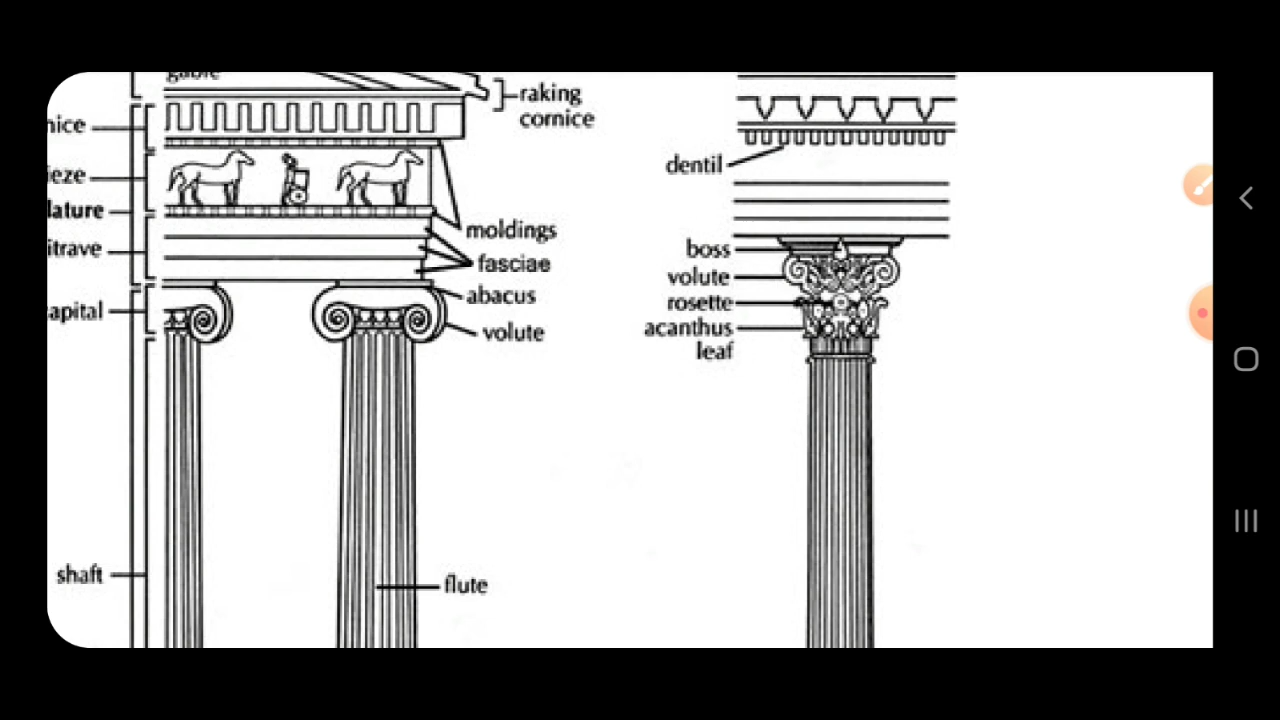 gable
raking
cornice
nice
ieze
lature
itrave
apital
moldings
fasciae
abacus
volute
shaft
flute
dentil
boss
volute
rosette
acanthus
leaf